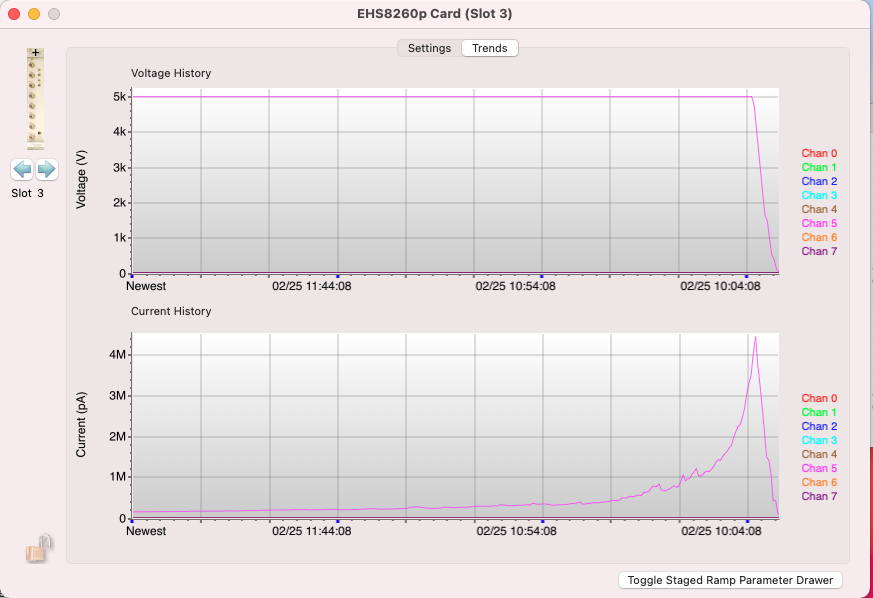 EHS8260p Card (Slot 3)
Settings Trends
+
Slot 3
Voltage History
Voltage (V)
5k
4k
3k
2k
1k
0
Newest 02/25 11:44:08 02/25 10:54:08 02/25 10:04:08
Chan 0
Chan 1
Chan 2
Chan 3
Chan 4
Chan 5
Chan 6
Chan 7
Current History
Current (pA)
4M
3M
2M
1M
0
Newest 02/25 11:44:08 02/25 10:54:08 02/25 10:04:08
Chan 0
Chan 1
Chan 2
Chan 3
Chan 4
Chan 5
Chan 6
Chan 7
Toggle Staged Ramp Parameter Drawer